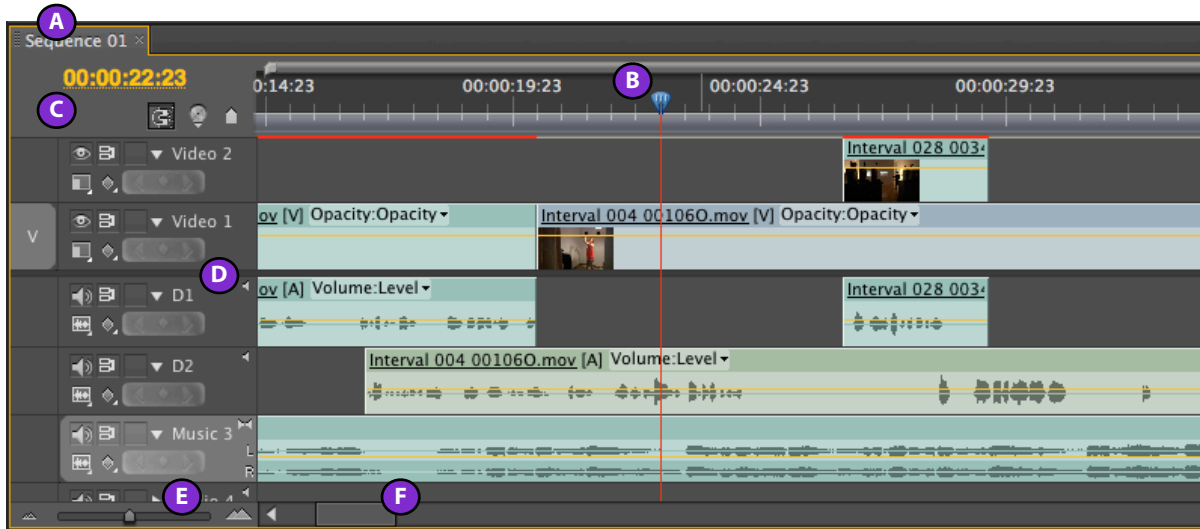 A
Sequence 01 ×
00:00:22:23
B
0:14:23 00:00:19:23 00:00:24:23 00:00:29:23
C
Video 2
Interval 028 003
V
Video 1
ov [V] Opacity:Opacity
Interval 004 00106O.mov [V] Opacity:Opacity
D
D1
ov [A] Volume:Level
Interval 028 003
D2
Interval 004 00106O.mov [A] Volume:Level
Music 3
L
R
E
F